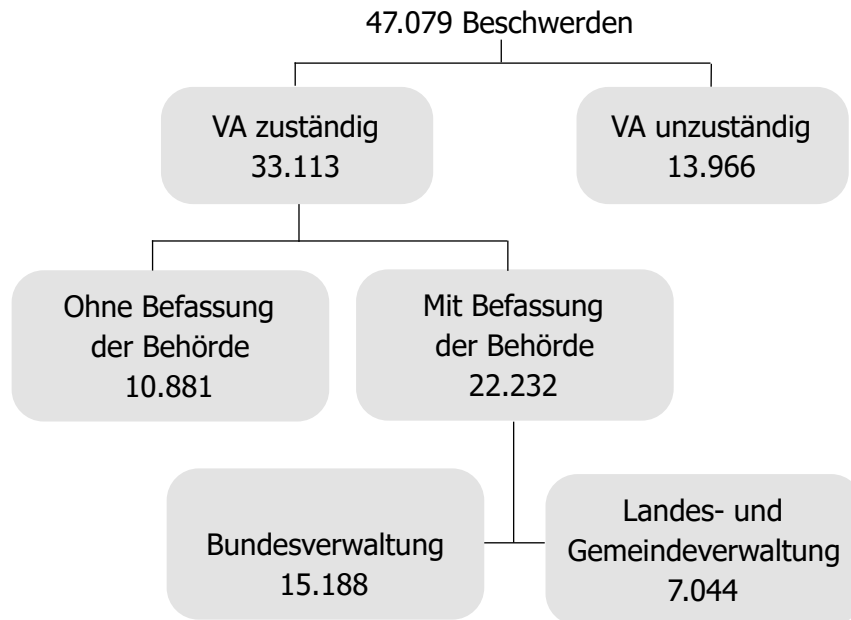 47.079 Beschwerden
VA zuständig
33.113
VA unzuständig
13.966
Ohne Befassung
der Behörde
10.881
Mit Befassung
der Behörde
22.232
Bundesverwaltung
15.188
Landes- und
Gemeindeverwaltung
7.044